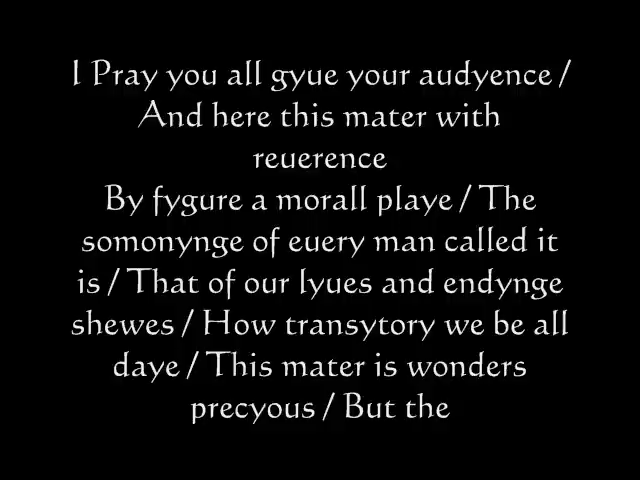 I Pray you all gyue your audyence /
And here this mater with
reuerence
By fygure a morall playe / The
somonynge of euery man called it
is / That of our lyues and endynge
shewes / How transytory we be all
daye / This mater is wonders
precyous / But the